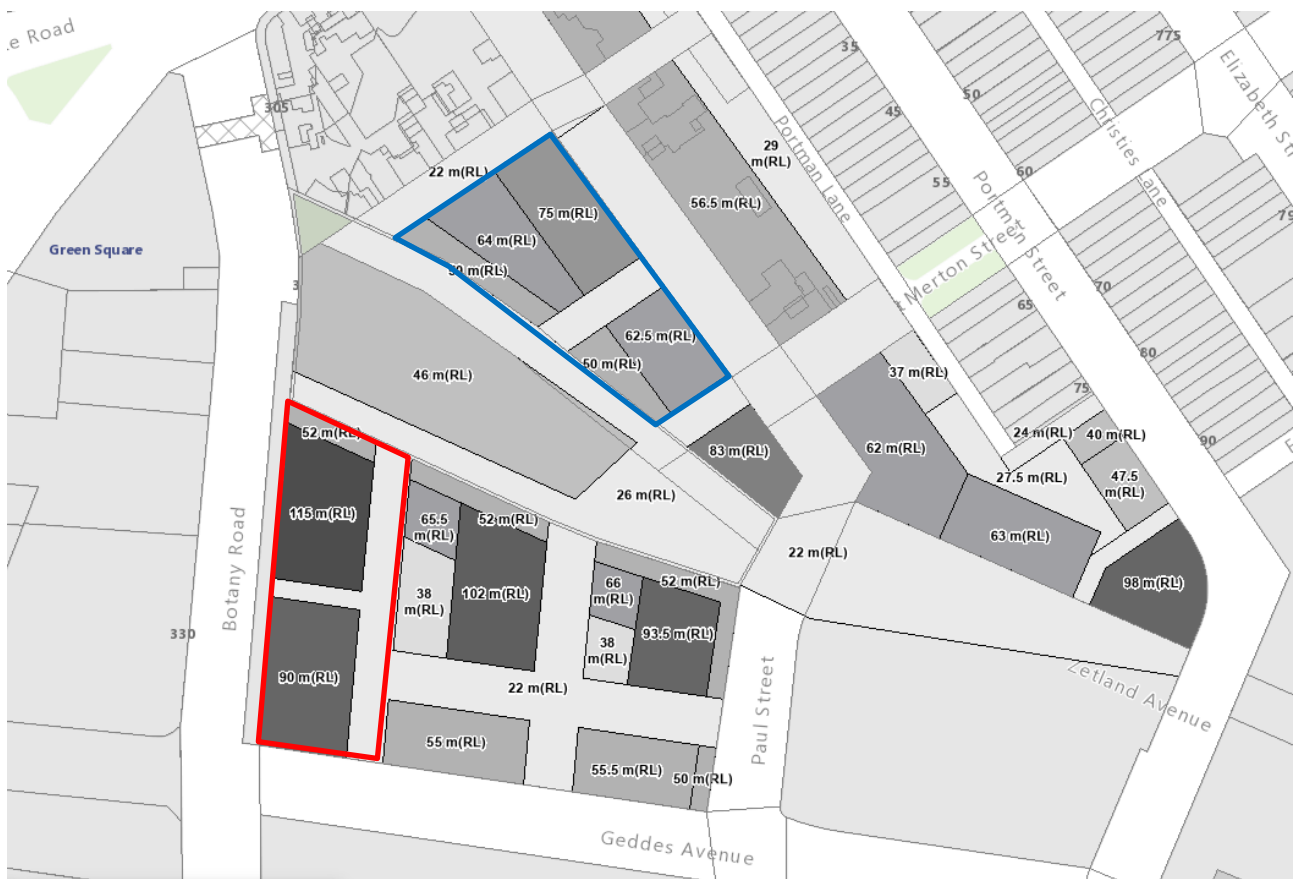 le Road
305
35
775
Elizabeth St
50
Christies Lane
45
Portman Lane
29
m(RL)
22 m(RL)
60
55
Portman Street
56.5 m(RL)
75 m(RL)
64 m(RL)
Green Square
50 m(RL)
Merton Street
3
70
65
62.5 m(RL)
80
50 m(RL)
46 m(RL)
37 m(RL)
75
52 m(RL)
24 m(RL)
40 m(RL)
90
83 m(RL)
62 m(RL)
27.5 m(RL)
47.5
m(RL)
26 m(RL)
115 m(RL)
65.5
m(RL)
52 m(RL)
63 m(RL)
22 m(RL)
52 m(RL)
98 m(RL)
Botany Road
38
m(RL)
102 m(RL)
66
m(RL)
93.5 m(RL)
330
38
m(RL)
90 m(RL)
22 m(RL)
Zetland Avenue
Paul Street
55 m(RL)
55.5 m(RL)
50 m(RL)
Geddes Avenue